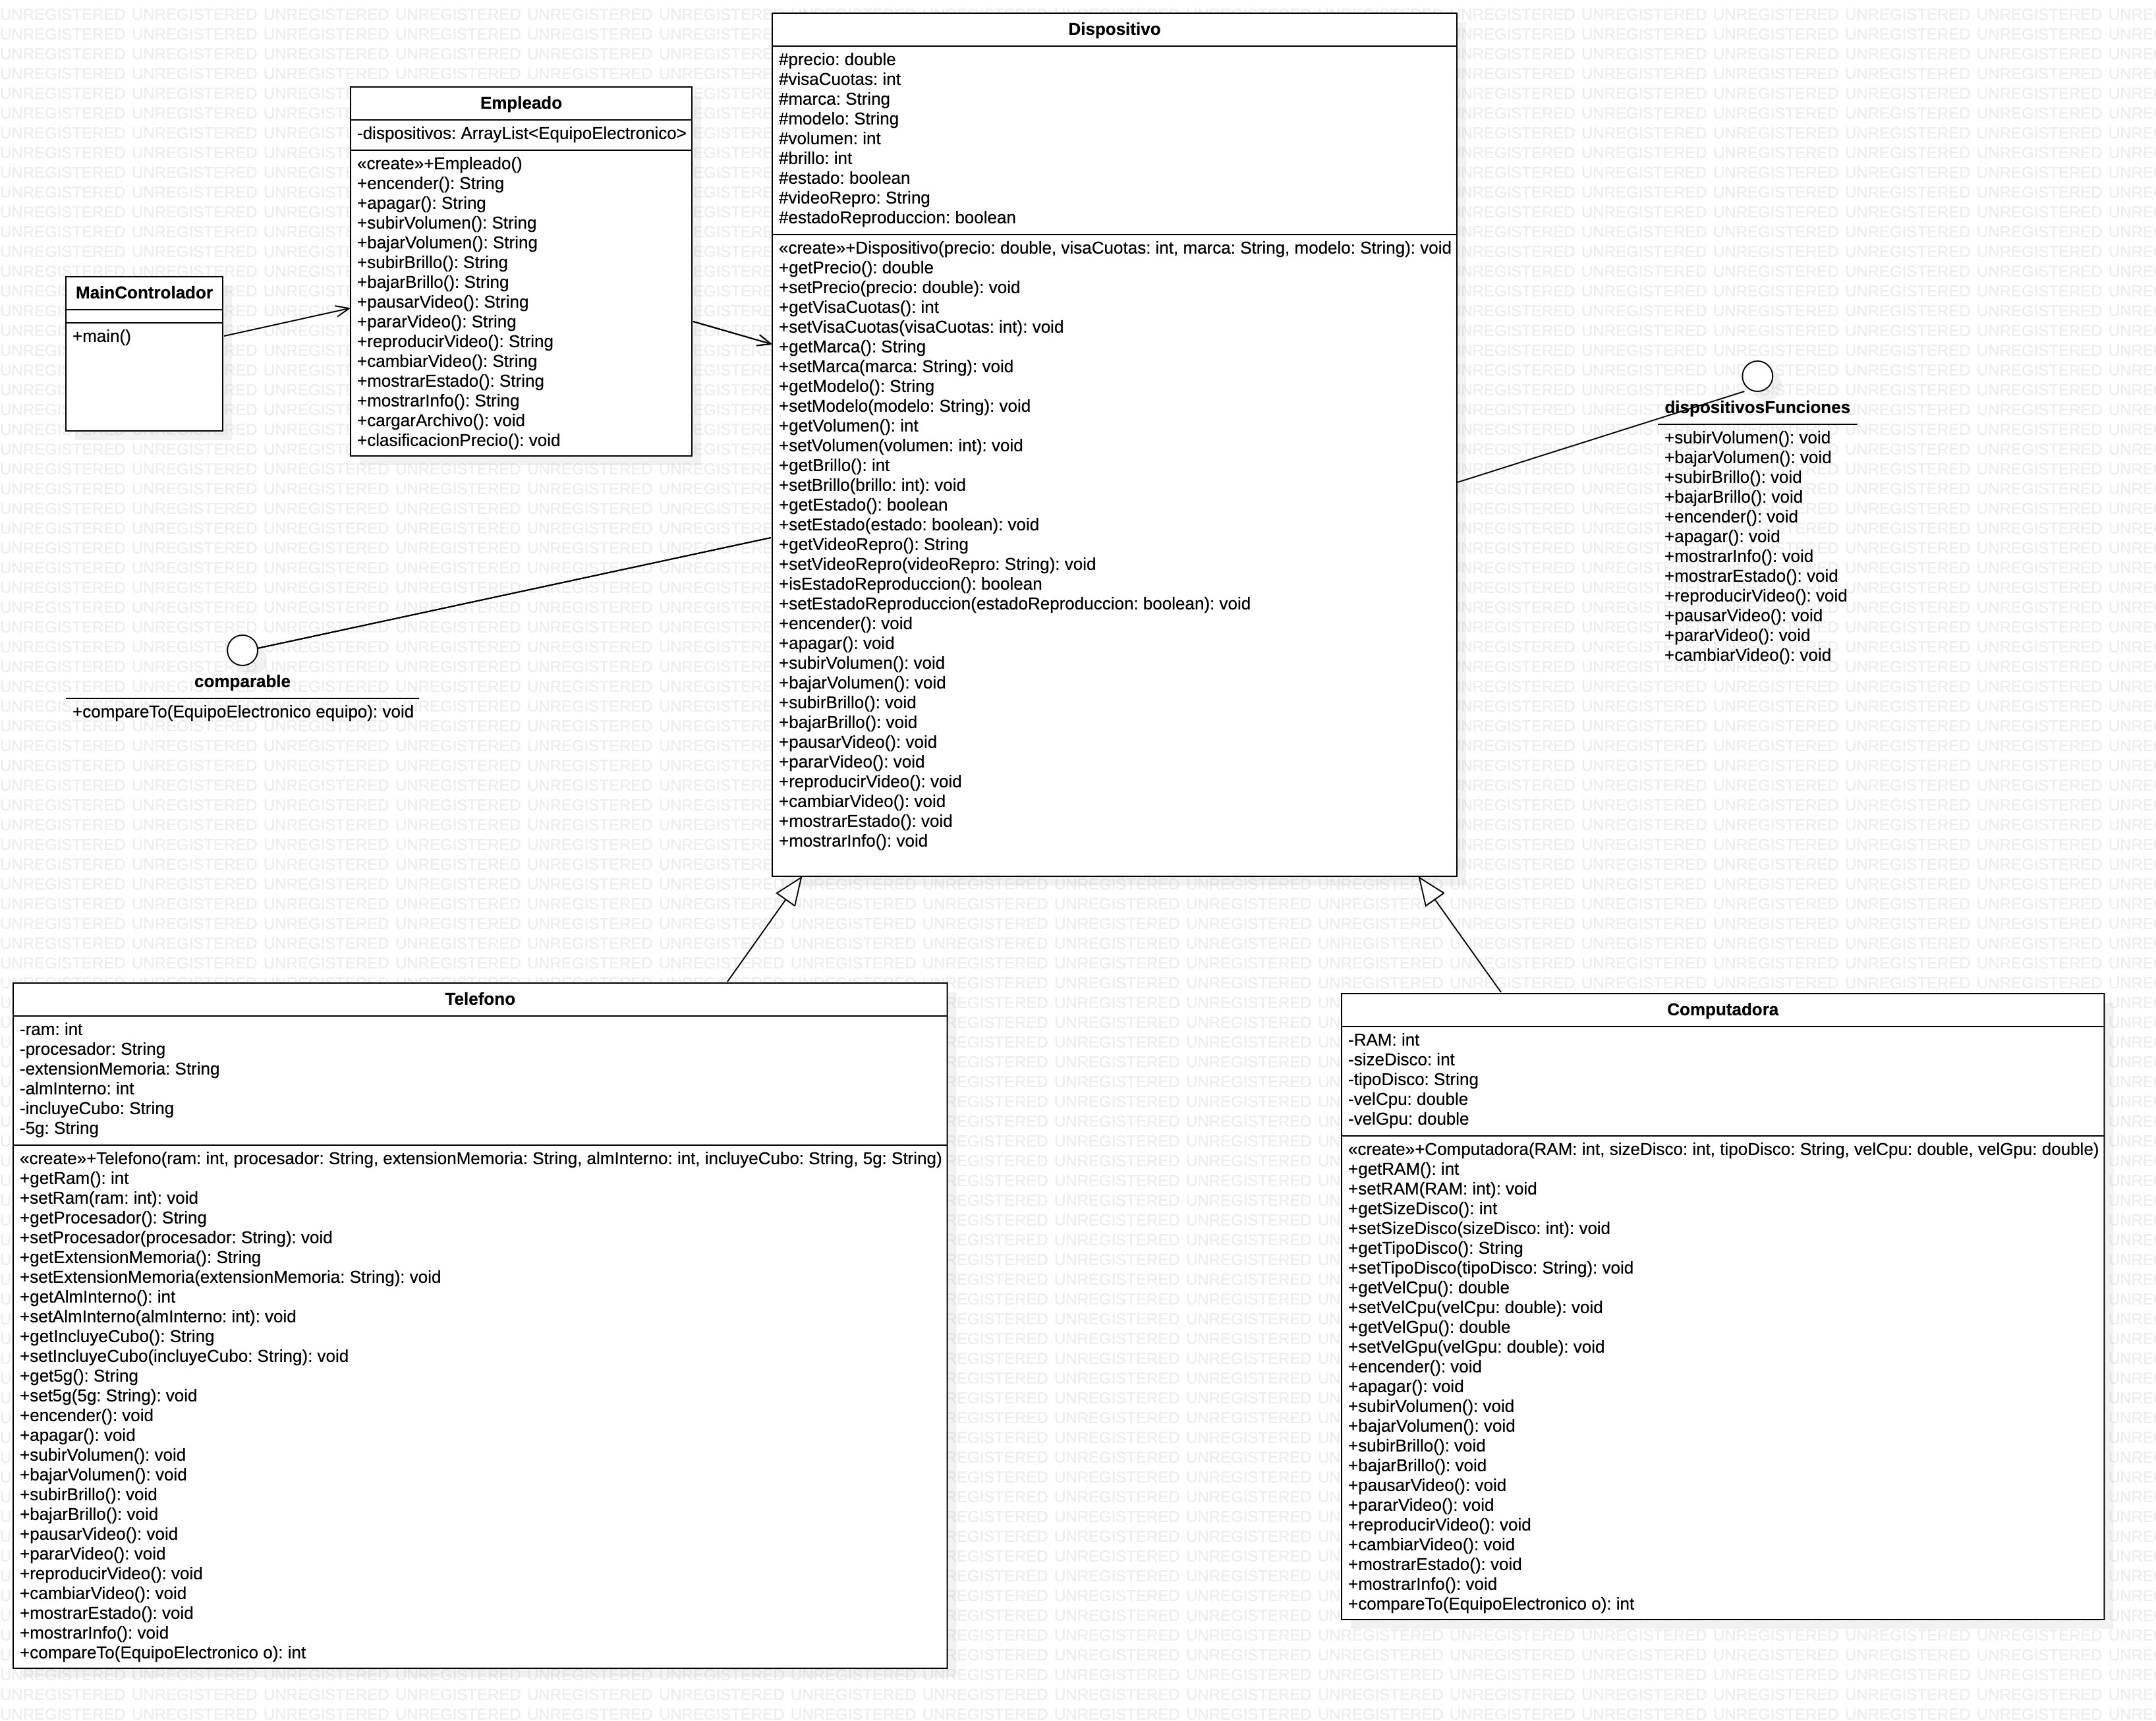 Dispositivo
#precio: double
#visaCuotas: int
#marca: String
#modelo: String
#volumen: int
#brillo: int
#estado: boolean
#videoRepro: String
#estadoReproduccion: boolean
«create»+Dispositivo(precio: double, visaCuotas: int, marca: String, modelo: String): void
+getPrecio(): double
+setPrecio(precio: double): void
+getVisaCuotas(): int
+setVisaCuotas(visaCuotas: int): void
+getMarca(): String
+setMarca(marca: String): void
+getModelo(): String
+setModelo(modelo: String): void
+getVolumen(): int
+setVolumen(volumen: int): void
+getBrillo(): int
+setBrillo(brillo: int): void
+getEstado(): boolean
+setEstado(estado: boolean): void
+getVideoRepro(): String
+setVideoRepro(videoRepro: String): void
+isEstadoReproduccion(): boolean
+setEstadoReproduccion(estadoReproduccion: boolean): void
+encender(): void
+apagar(): void
+subirVolumen(): void
+bajarVolumen(): void
+subirBrillo(): void
+bajarBrillo(): void
+pausarVideo(): void
+pararVideo(): void
+reproducirVideo(): void
+cambiarVideo(): void
+mostrarEstado(): void
+mostrarInfo(): void
Empleado
-dispositivos: ArrayList<EquipoElectronico>
«create»+Empleado()
+encender(): String
+apagar(): String
+subirVolumen(): String
+bajarVolumen(): String
+subirBrillo(): String
+bajarBrillo(): String
+pausarVideo(): String
+pararVideo(): String
+reproducirVideo(): String
+cambiarVideo(): String
+mostrarEstado(): String
+mostrarInfo(): String
+cargarArchivo(): void
+clasificacionPrecio(): void
MainControlador
+main()
dispositivosFunciones
+subirVolumen(): void
+bajarVolumen(): void
+subirBrillo(): void
+bajarBrillo(): void
+encender(): void
+apagar(): void
+mostrarInfo(): void
+mostrarEstado(): void
+reproducirVideo(): void
+pausarVideo(): void
+pararVideo(): void
+cambiarVideo(): void
comparable
+compareTo(EquipoElectronico equipo): void
Telefono
-ram: int
-procesador: String
-extensionMemoria: String
-almInterno: int
-incluyeCubo: String
-5g: String
«create»+Telefono(ram: int, procesador: String, extensionMemoria: String, almInterno: int, incluyeCubo: String, 5g: String)
+getRam(): int
+setRam(ram: int): void
+getProcesador(): String
+setProcesador(procesador: String): void
+getExtensionMemoria(): String
+setExtensionMemoria(extensionMemoria: String): void
+getAlmInterno(): int
+setAlmInterno(almInterno: int): void
+getIncluyeCubo(): String
+setIncluyeCubo(incluyeCubo: String): void
+get5g(): String
+set5g(5g: String): void
+encender(): void
+apagar(): void
+subirVolumen(): void
+bajarVolumen(): void
+subirBrillo(): void
+bajarBrillo(): void
+pausarVideo(): void
+pararVideo(): void
+reproducirVideo(): void
+cambiarVideo(): void
+mostrarEstado(): void
+mostrarInfo(): void
+compareTo(EquipoElectronico o): int
Computadora
-RAM: int
-sizeDisco: int
-tipoDisco: String
-velCpu: double
-velGpu: double
«create»+Computadora(RAM: int, sizeDisco: int, tipoDisco: String, velCpu: double, velGpu: double)
+getRAM(): int
+setRAM(RAM: int): void
+getSizeDisco(): int
+setSizeDisco(sizeDisco: int): void
+getTipoDisco(): String
+setTipoDisco(tipoDisco: String): void
+getVelCpu(): double
+setVelCpu(velCpu: double): void
+getVelGpu(): double
+setVelGpu(velGpu: double): void
+encender(): void
+apagar(): void
+subirVolumen(): void
+bajarVolumen(): void
+subirBrillo(): void
+bajarBrillo(): void
+pausarVideo(): void
+pararVideo(): void
+reproducirVideo(): void
+cambiarVideo(): void
+mostrarEstado(): void
+mostrarInfo(): void
+compareTo(EquipoElectronico o): int